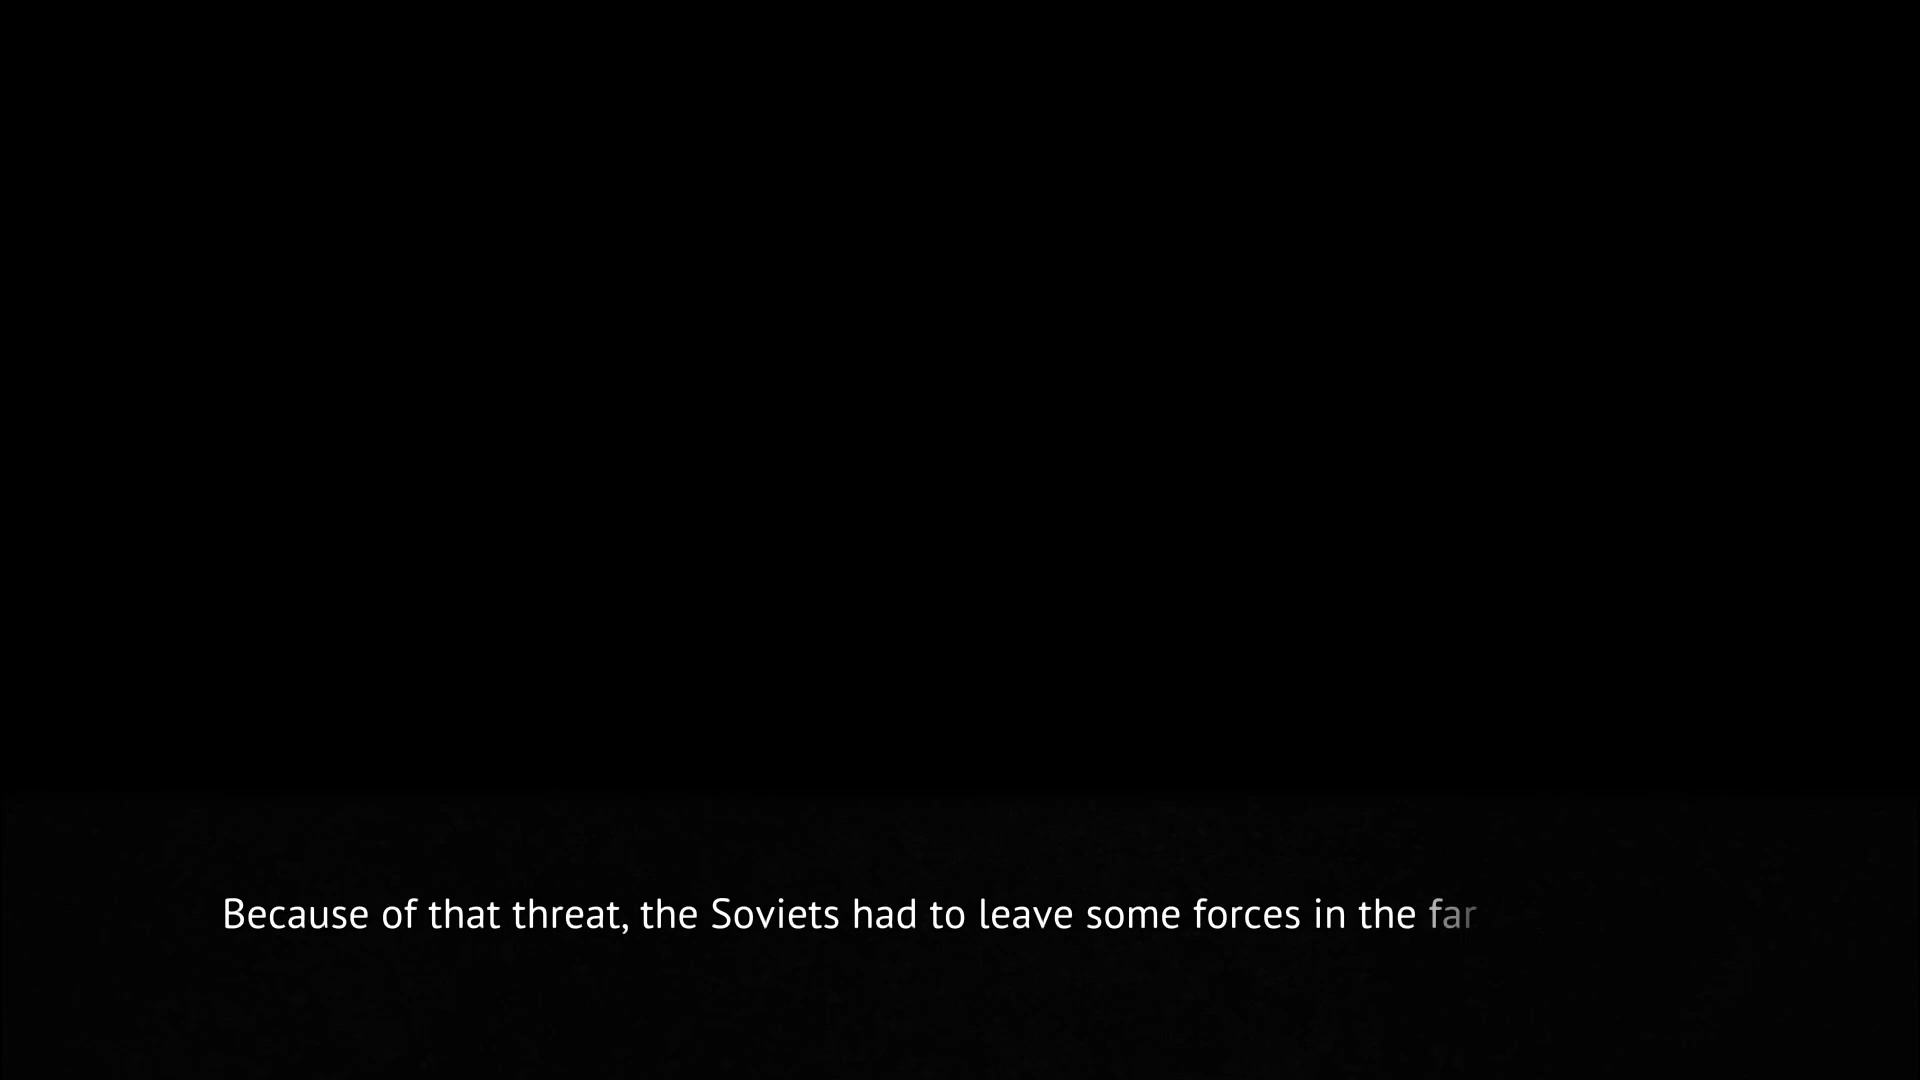 Because of that threat, the Soviets had to leave some forces in the far